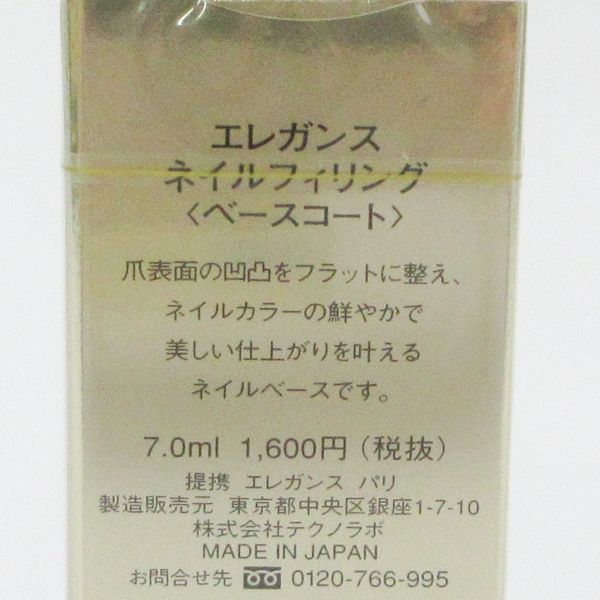 エレガンス
ネイルフィリング
〈ベースコート〉
爪表面の凹凸をフラットに整え、
ネイルカラーの鮮やかで
美しい仕上がりを叶える
ネイルベースです。
7.0ml 1,600円（税抜）
提携 エレガンス パリ
製造販売元 東京都中央区銀座1-7-10
株式会社テクノラボ
MADE IN JAPAN
お問合せ先 0120-766-995